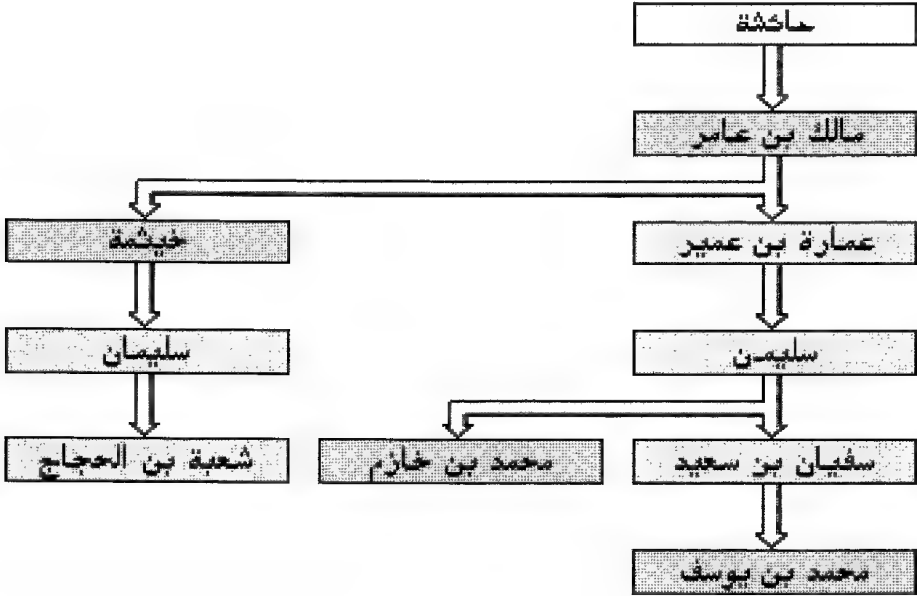 عائشة
مالك بن عامر
عمارة بن عمير
خيثمة
سليمان
سليمان
سفيان بن سعيد
محمد بن خازم
شعبة بن الحجاج
محمد بن يوسف